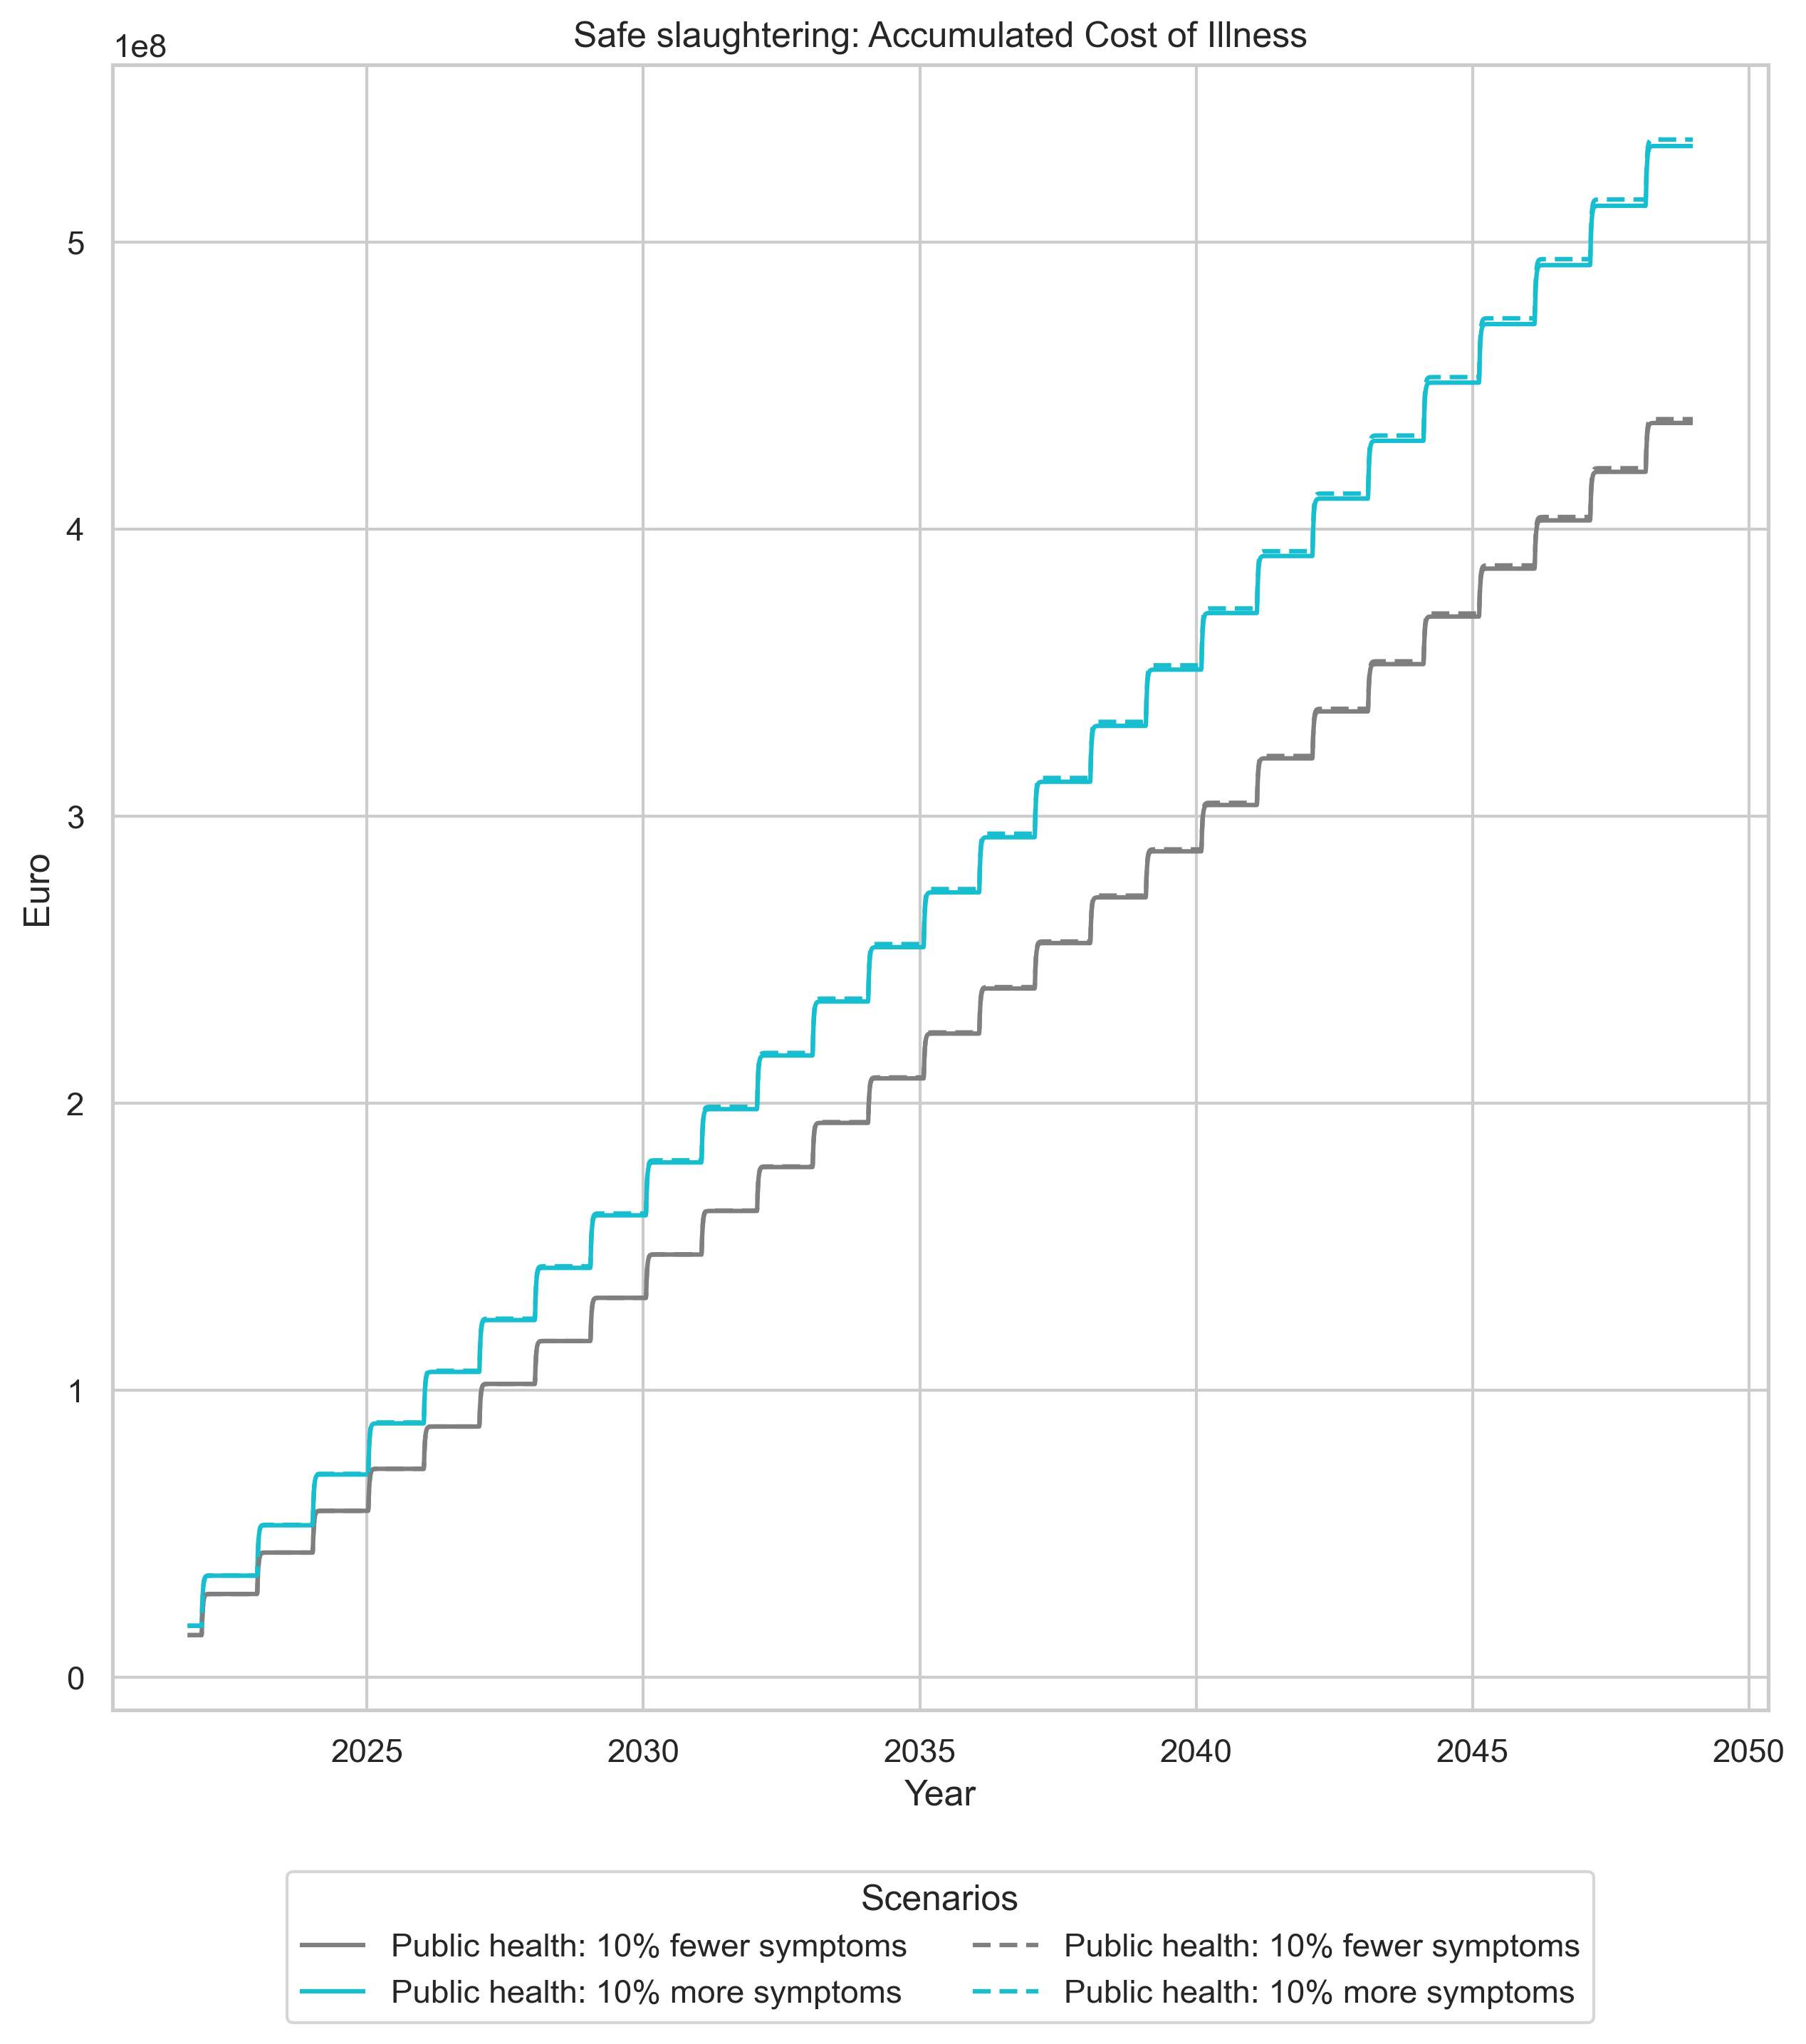 Safe slaughtering: Accumulated Cost of Illness
1e8
5
4
3
2
1
0
Euro
2025 2030 2035 2040 2045 2050
Year
Scenarios
Public health: 10% fewer symptoms Public health: 10% fewer symptoms
Public health: 10% more symptoms Public health: 10% more symptoms